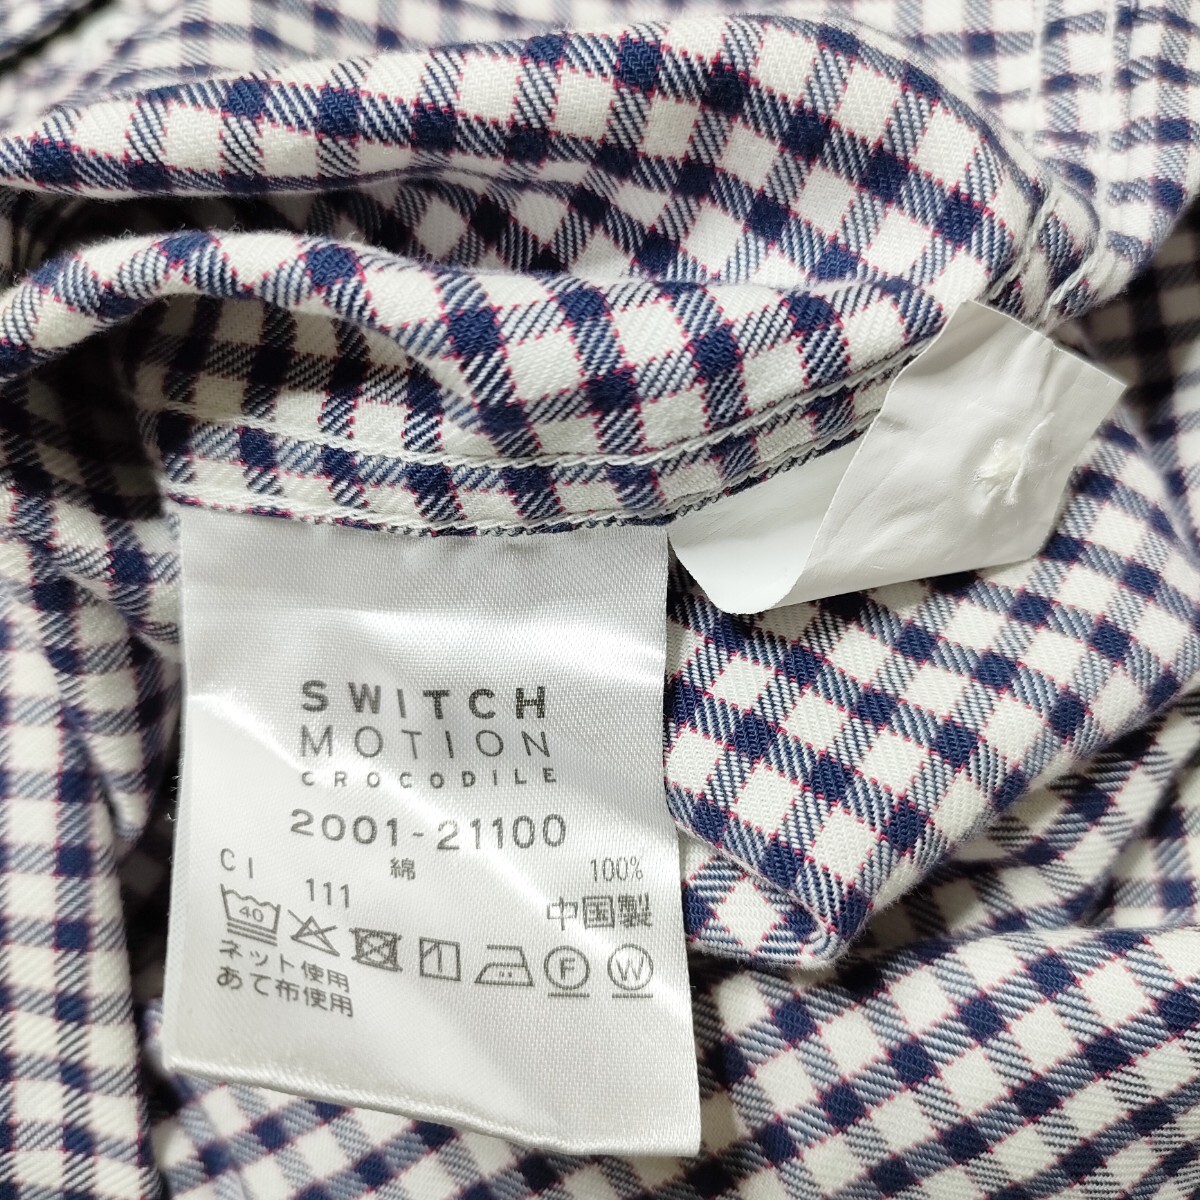 SWITCH
MOTION
CROCODILE
2001-21100
綿 100%
CI 111
中国製
40 F W
ネット使用
あて布使用